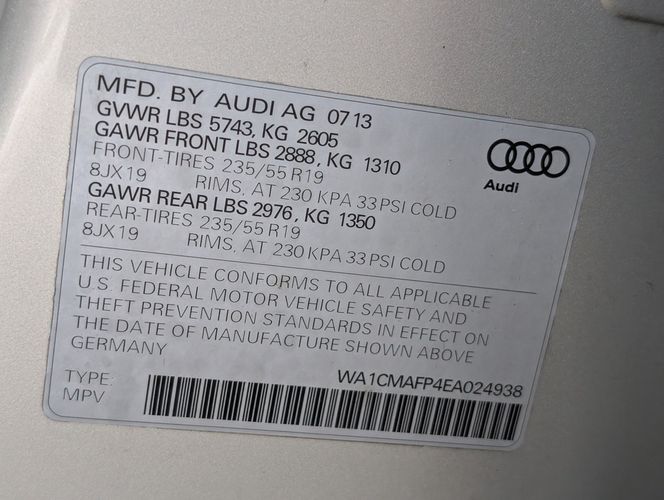 MFD. BY AUDI AG 07 13
GVWR LBS 5743, KG 2605
GAWR FRONT LBS 2888, KG 1310
FRONT-TIRES 235/55 R19
8JX19 RIMS, AT 230 KPA 33 PSI COLD
GAWR REAR LBS 2976, KG 1350
REAR-TIRES 235/55 R19
8JX19 RIMS, AT 230 KPA 33 PSI COLD
Audi
THIS VEHICLE CONFORMS TO ALL APPLICABLE
U.S. FEDERAL MOTOR VEHICLE SAFETY AND
THEFT PREVENTION STANDARDS IN EFFECT ON
THE DATE OF MANUFACTURE SHOWN ABOVE
GERMANY
TYPE: WA1CMAFP4EA024938
MPV